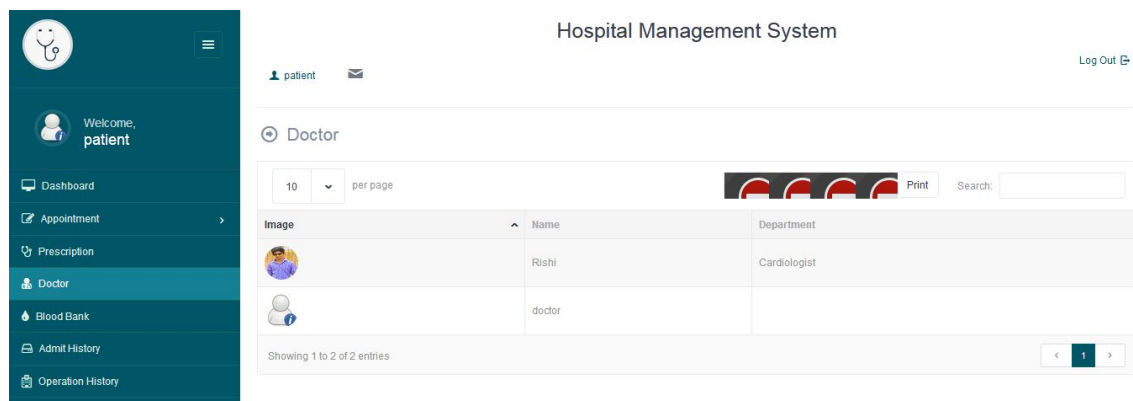 Hospital Management System
patient
Log Out
Welcome,
patient
Doctor
Dashboard
Appointment
Prescription
Doctor
Blood Bank
Admit History
Operation History
10 per page Print Search:
Image Name Department
Rishi Cardiologist
doctor
Showing 1 to 2 of 2 entries 1